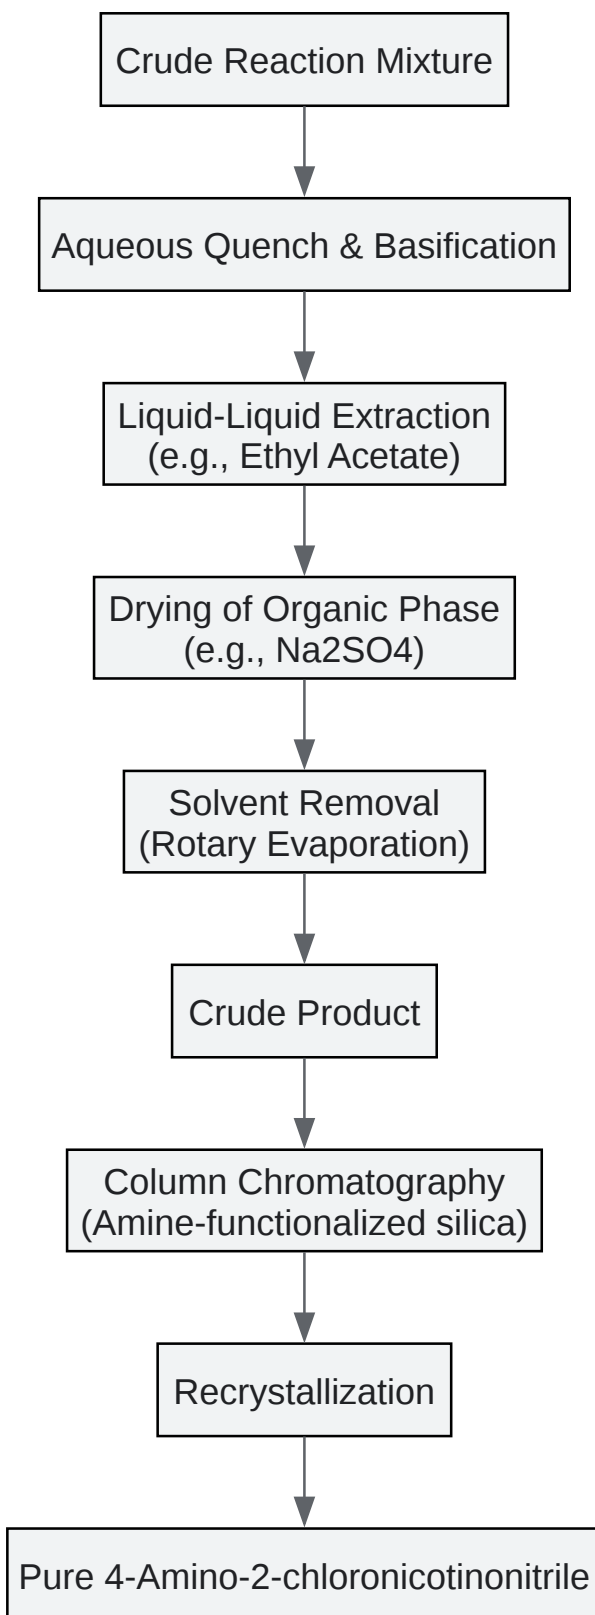 Crude Reaction Mixture
Aqueous Quench & Basification
Liquid-Liquid Extraction
(e.g., Ethyl Acetate)
Drying of Organic Phase
(e.g., Na2SO4)
Solvent Removal
(Rotary Evaporation)
Crude Product
Column Chromatography
(Amine-functionalized silica)
Recrystallization
Pure 4-Amino-2-chloronicotinonitrile